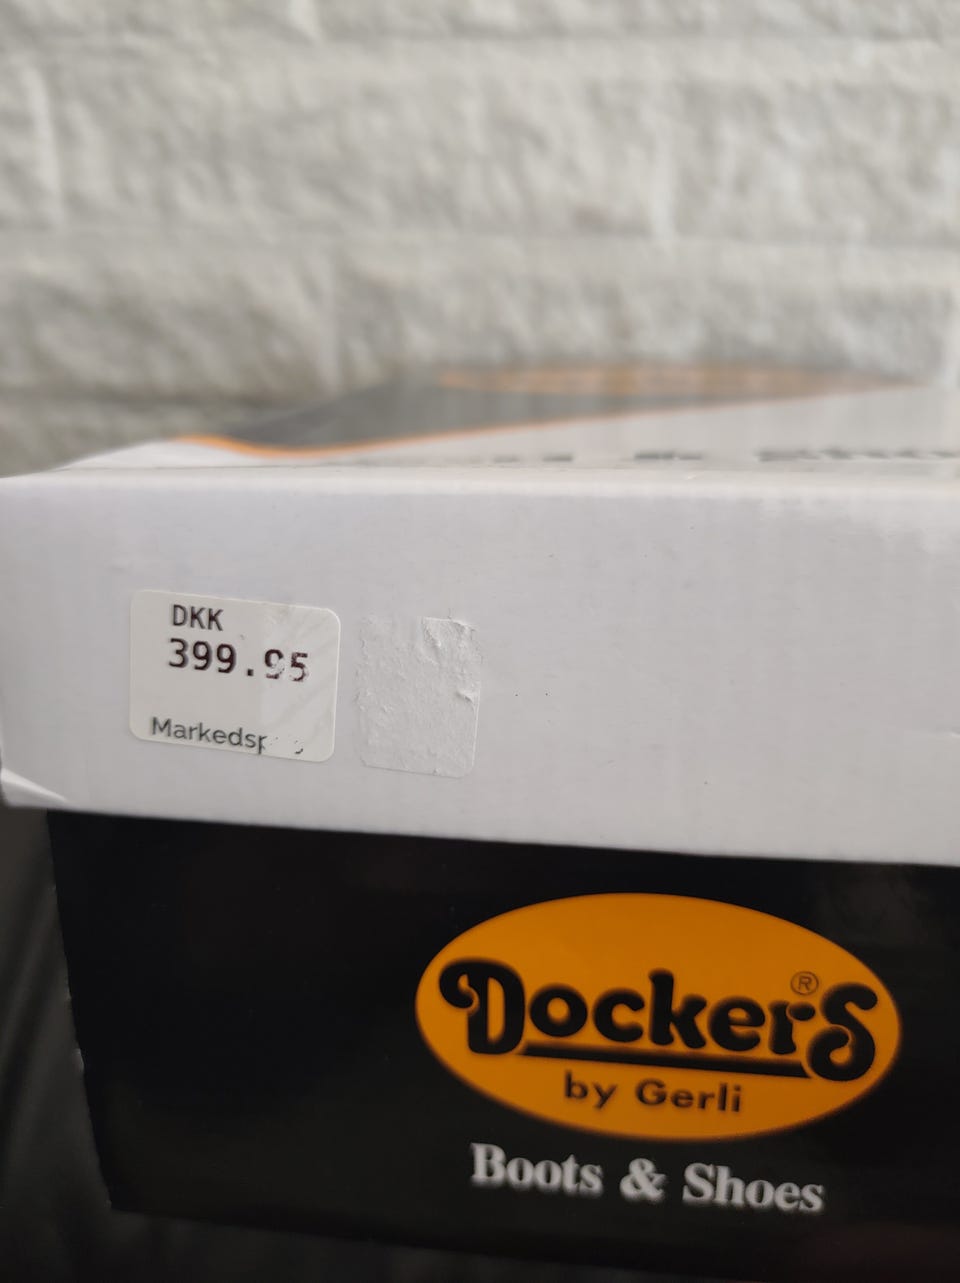 DKK
399.95
Dockers®
by Gerli
Boots & Shoes